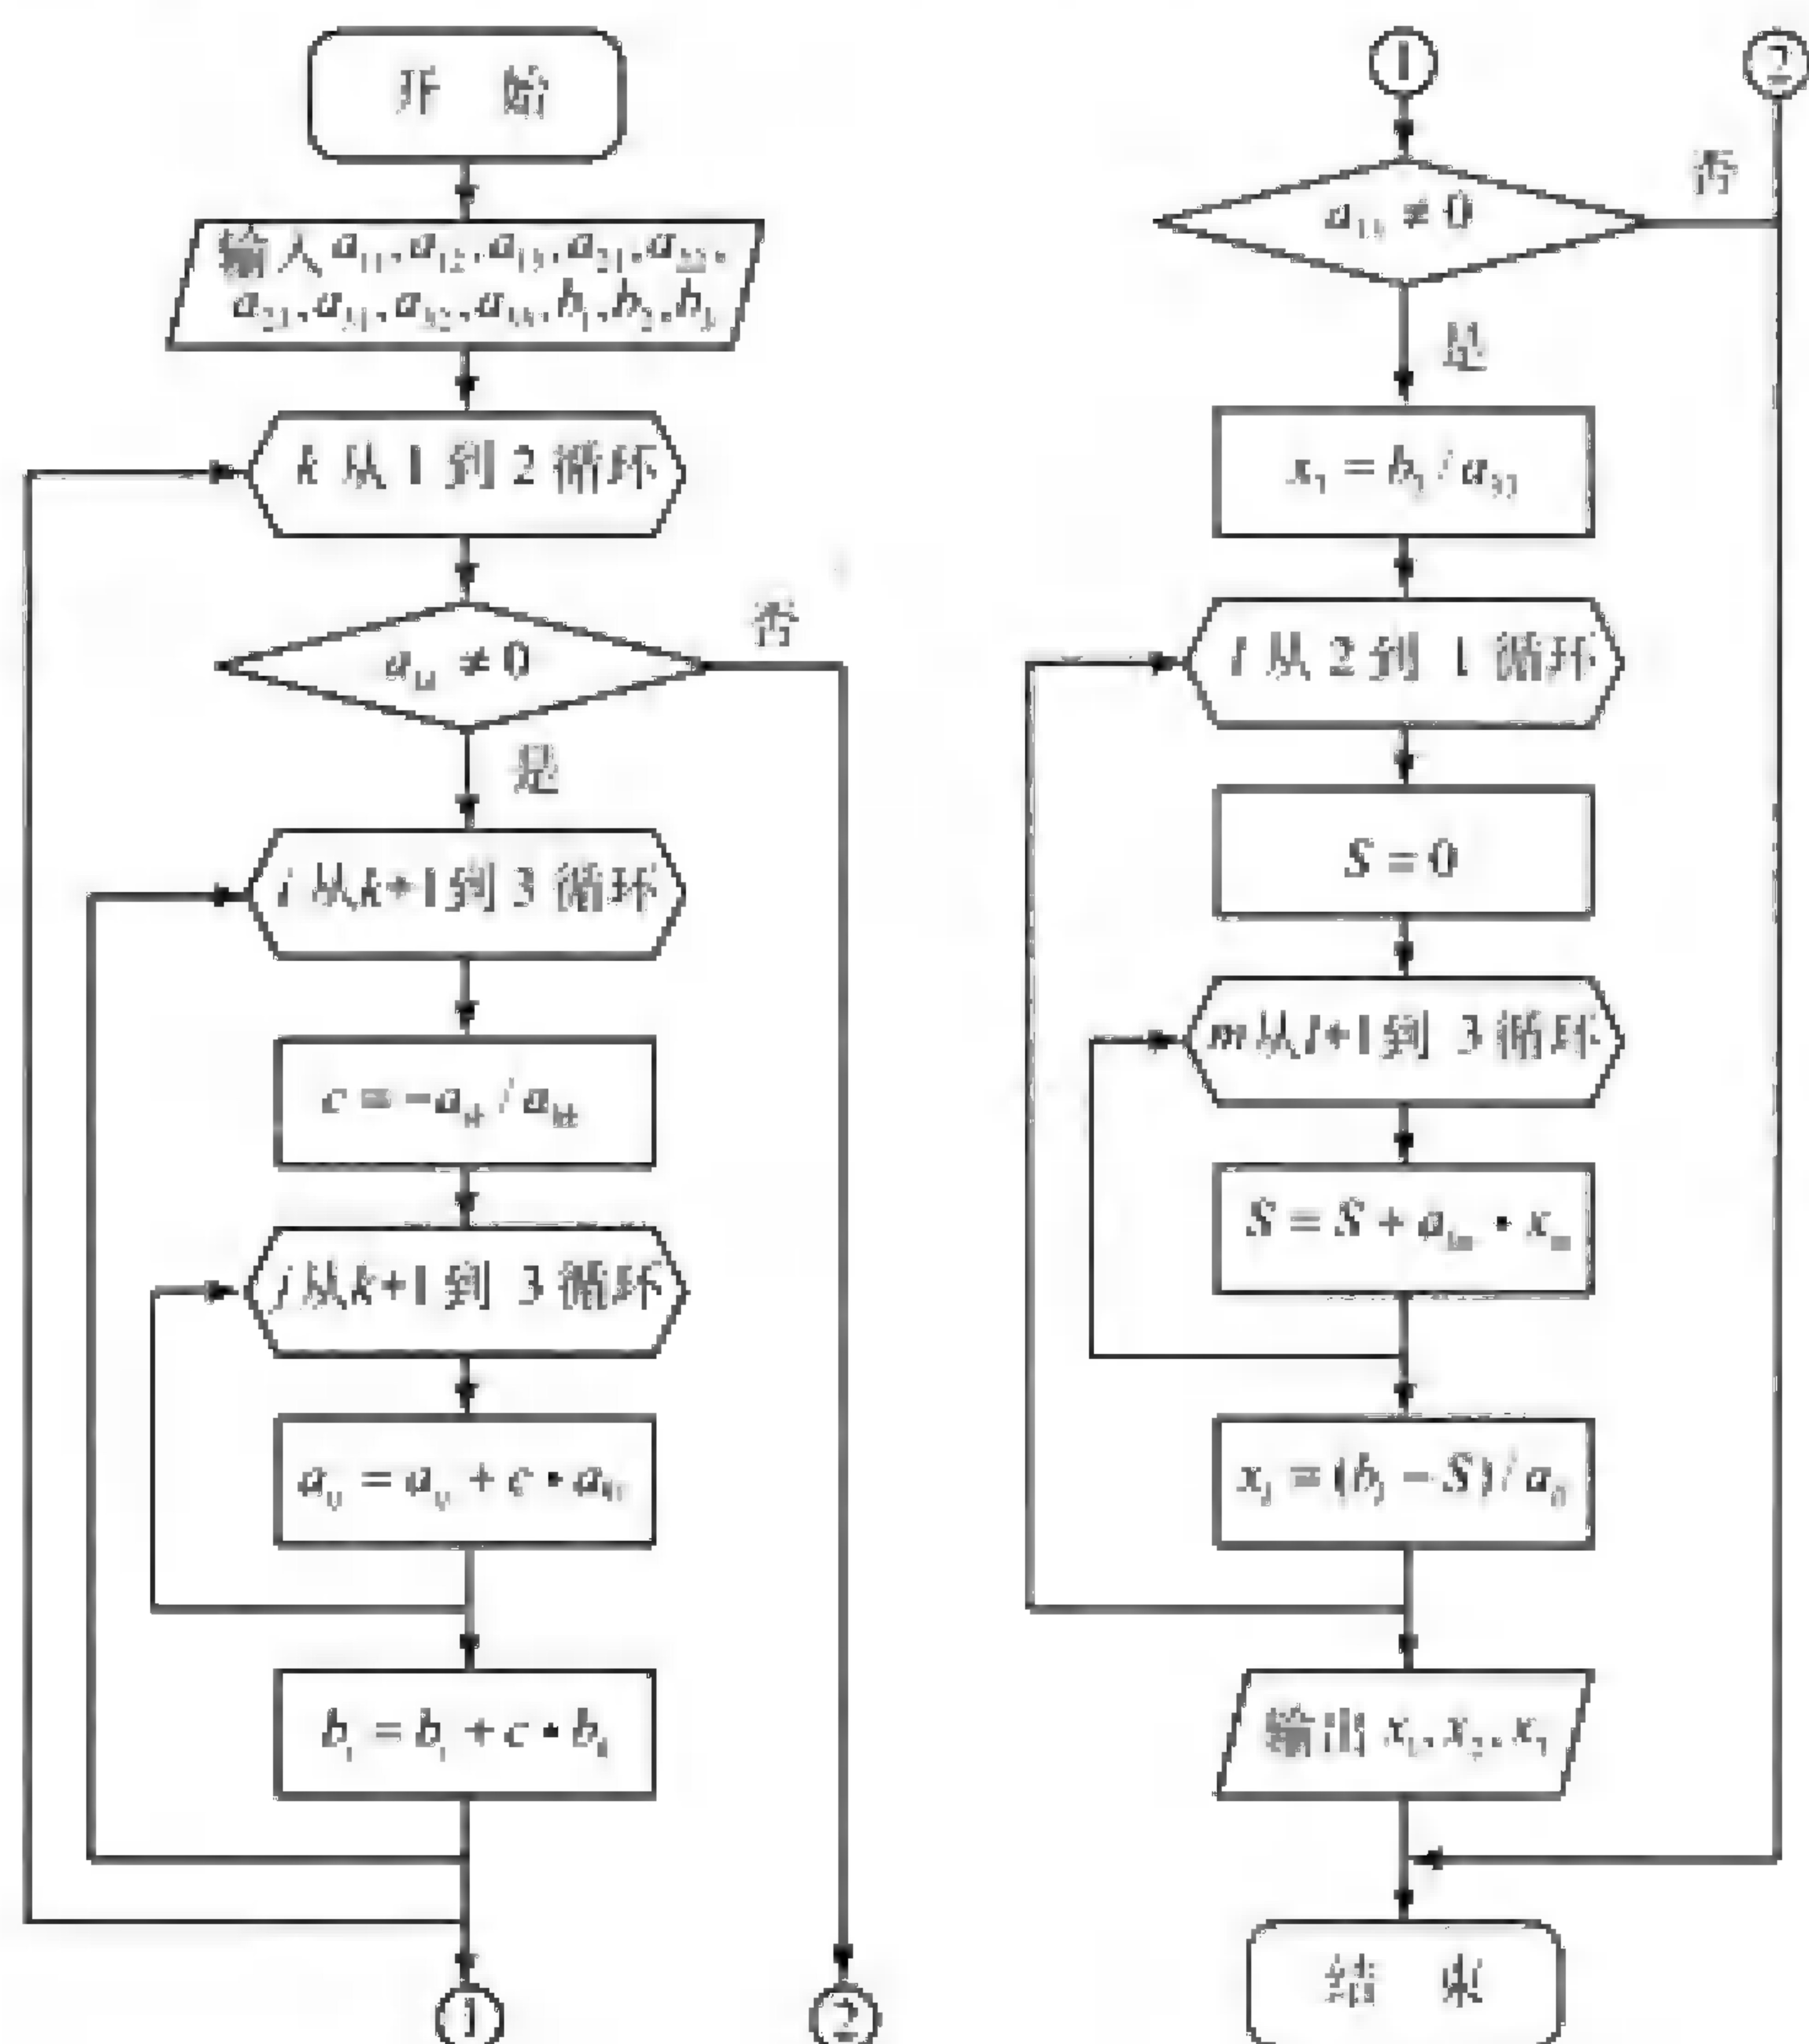 开 始
输入 a₁₁, a₁₂, a₁₃, a₂₁, a₂₂,
a₂₃, a₃₁, a₃₂, a₃₃, b₁, b₂, b₃
k 从 1 到 2 循环
aₖₖ ≠ 0
否
是
i 从 k+1 到 3 循环
c = -aᵢₖ / aₖₖ
j 从 k+1 到 3 循环
aᵢⱼ = aᵢⱼ + c • aₖⱼ
bᵢ = bᵢ + c • bₖ
①
②
①
②
a₃₃ ≠ 0
否
是
x₃ = b₃ / a₃₃
l 从 2 到 1 循环
S = 0
m 从 l+1 到 3 循环
S = S + aₗₘ • xₘ
xₗ = (bₗ - S) / aₗₗ
输出 x₁, x₂, x₃
结 束